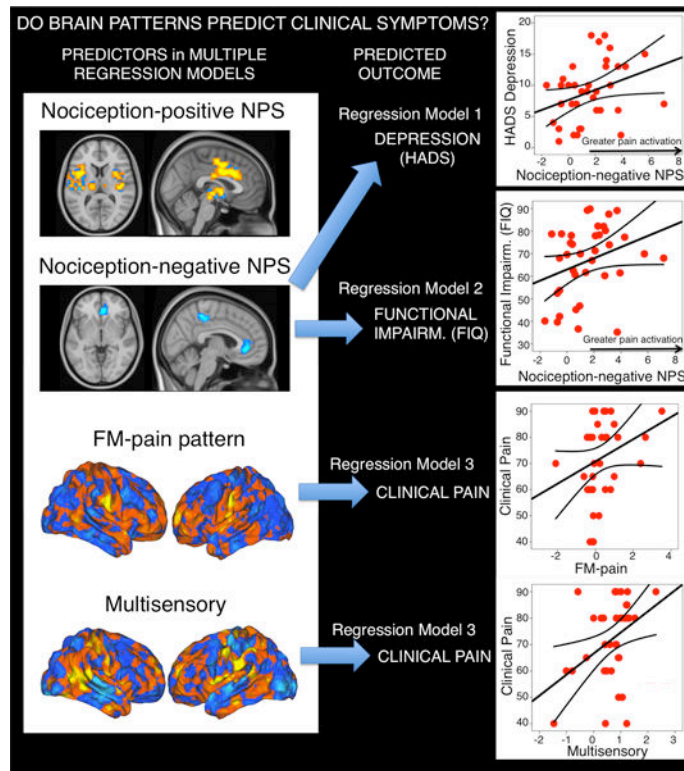 DO BRAIN PATTERNS PREDICT CLINICAL SYMPTOMS?
PREDICTORS in MULTIPLE
REGRESSION MODELS
PREDICTED
OUTCOME
Nociception-positive NPS
Regression Model 1
DEPRESSION
(HADS)
HADS Depression
20
15
10
5
0
Greater pain activation
-2 0 2 4 6 8
Nociception-negative NPS
Nociception-negative NPS
Regression Model 2
FUNCTIONAL
IMPAIRM. (FIQ)
Functional Impairm. (FIQ)
100
90
80
70
60
50
40
30
Greater pain activation
-2 0 2 4 6 8
Nociception-negative NPS
FM-pain pattern
Regression Model 3
CLINICAL PAIN
Clinical Pain
90
80
70
60
50
40
-2 0 2 4
FM-pain
Multisensory
Regression Model 3
CLINICAL PAIN
Clinical Pain
90
80
70
60
50
40
-2 -1 0 1 2 3
Multisensory